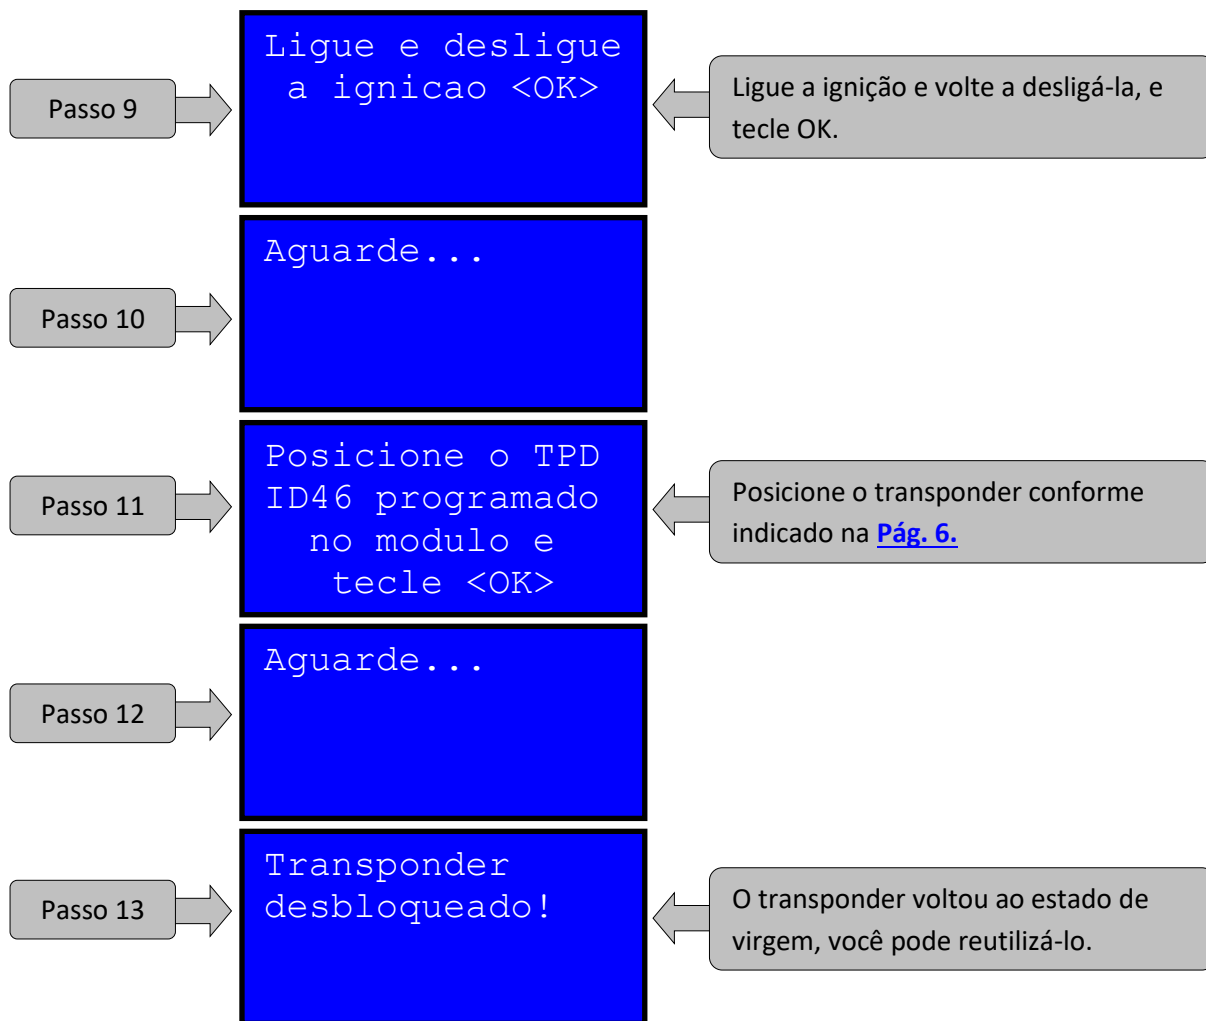 Passo 9
Ligue e desligue
a ignicao <OK>
Ligue a ignição e volte a desligá-la, e
tecle OK.
Passo 10
Aguarde...
Passo 11
Posicione o TPD
ID46 programado
no modulo e
tecle <OK>
Posicione o transponder conforme
indicado na Pág. 6.
Passo 12
Aguarde...
Passo 13
Transponder
desbloqueado!
O transponder voltou ao estado de
virgem, você pode reutilizá-lo.